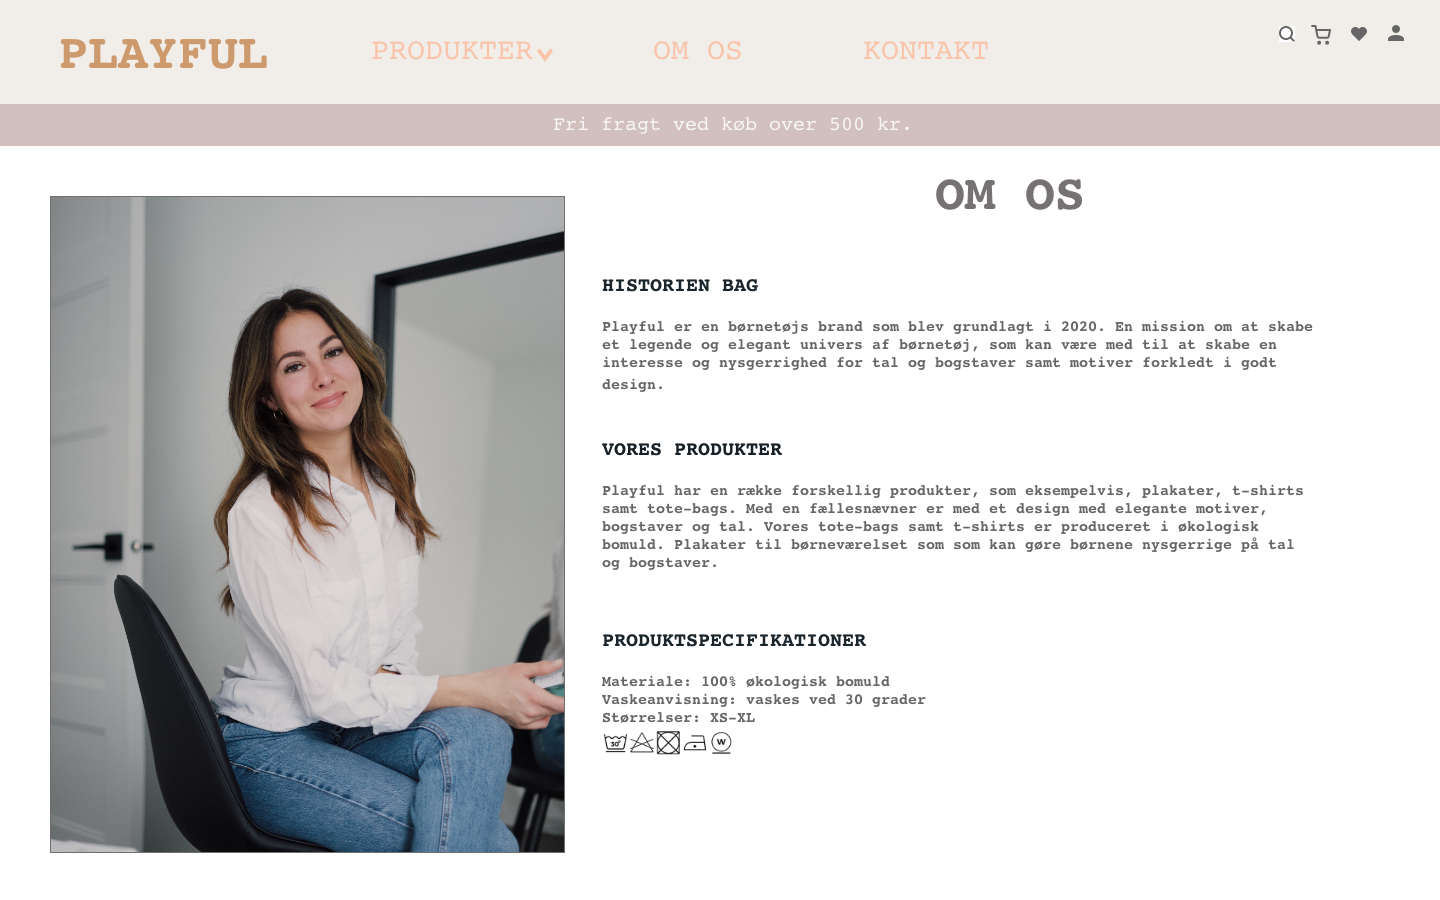 PLAYFUL
PRODUKTER
OM OS
KONTAKT
Fri fragt ved køb over 500 kr.
OM OS
HISTORIEN BAG
Playful er en børnetøjs brand som blev grundlagt i 2020. En mission om at skabe
et legende og elegant univers af børnetøj, som kan være med til at skabe en
interesse og nysgerrighed for tal og bogstaver samt motiver forkledt i godt
design.
VORES PRODUKTER
Playful har en række forskellig produkter, som eksempelvis, plakater, t-shirts
samt tote-bags. Med en fællesnævner er med et design med elegante motiver,
bogstaver og tal. Vores tote-bags samt t-shirts er produceret i økologisk
bomuld. Plakater til børneværelset som som kan gøre børnene nysgerrige på tal
og bogstaver.
PRODUKTSPECIFIKATIONER
Materiale: 100% økologisk bomuld
Vaskeanvisning: vaskes ved 30 grader
Størrelser: XS-XL
30° W